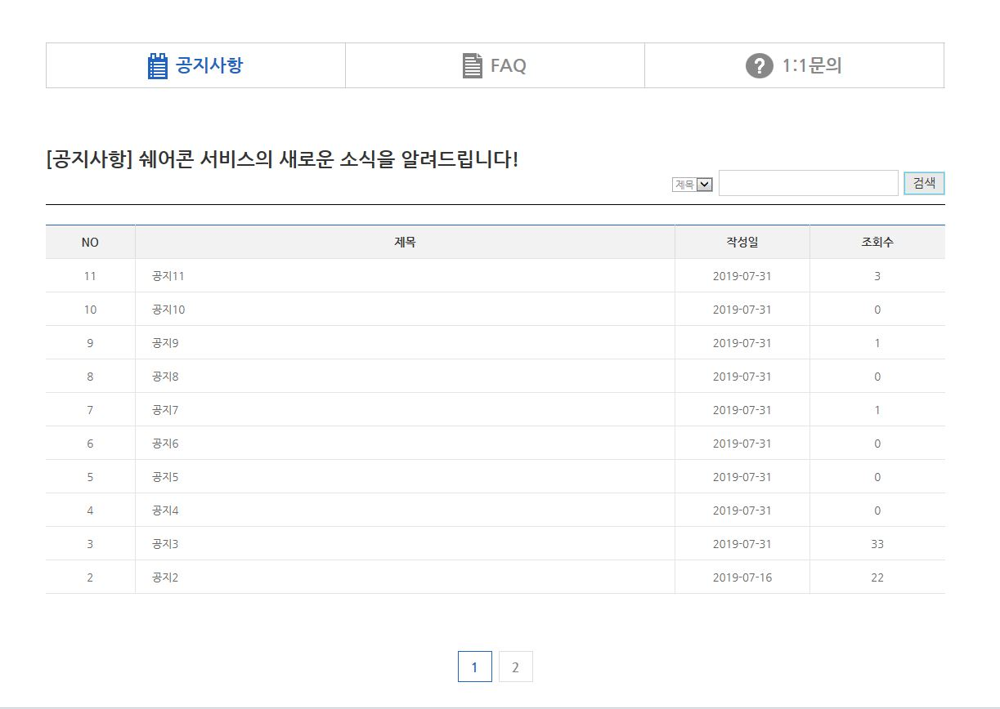 공지사항 FAQ 1:1문의
[공지사항] 쉐어콘 서비스의 새로운 소식을 알려드립니다!
제목 검색
NO 제목 작성일 조회수
11 공지11 2019-07-31 3
10 공지10 2019-07-31 0
9 공지9 2019-07-31 1
8 공지8 2019-07-31 0
7 공지7 2019-07-31 1
6 공지6 2019-07-31 0
5 공지5 2019-07-31 0
4 공지4 2019-07-31 0
3 공지3 2019-07-31 33
2 공지2 2019-07-16 22
1 2